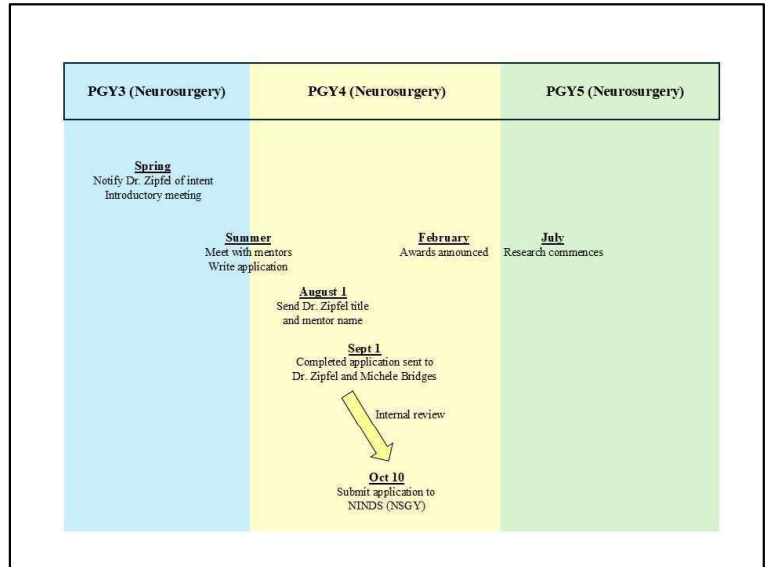 PGY3 (Neurosurgery)
PGY4 (Neurosurgery)
PGY5 (Neurosurgery)
Spring
Notify Dr. Zipfel of intent
Introductory meeting
Summer
Meet with mentors
Write application
February
Awards announced
July
Research commences
August 1
Send Dr. Zipfel title
and mentor name
Sept 1
Completed application sent to
Dr. Zipfel and Michele Bridges
Internal review
Oct 10
Submit application to
NINDS (NSGY)